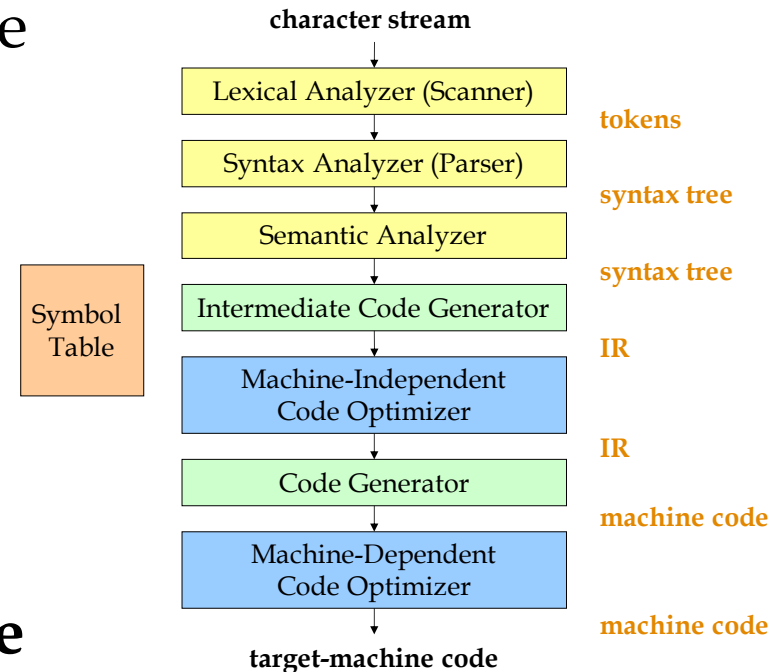 e
character stream
Lexical Analyzer (Scanner)
tokens
Syntax Analyzer (Parser)
syntax tree
Semantic Analyzer
syntax tree
Symbol
Table
Intermediate Code Generator
IR
Machine-Independent
Code Optimizer
IR
Code Generator
machine code
Machine-Dependent
Code Optimizer
machine code
e
target-machine code